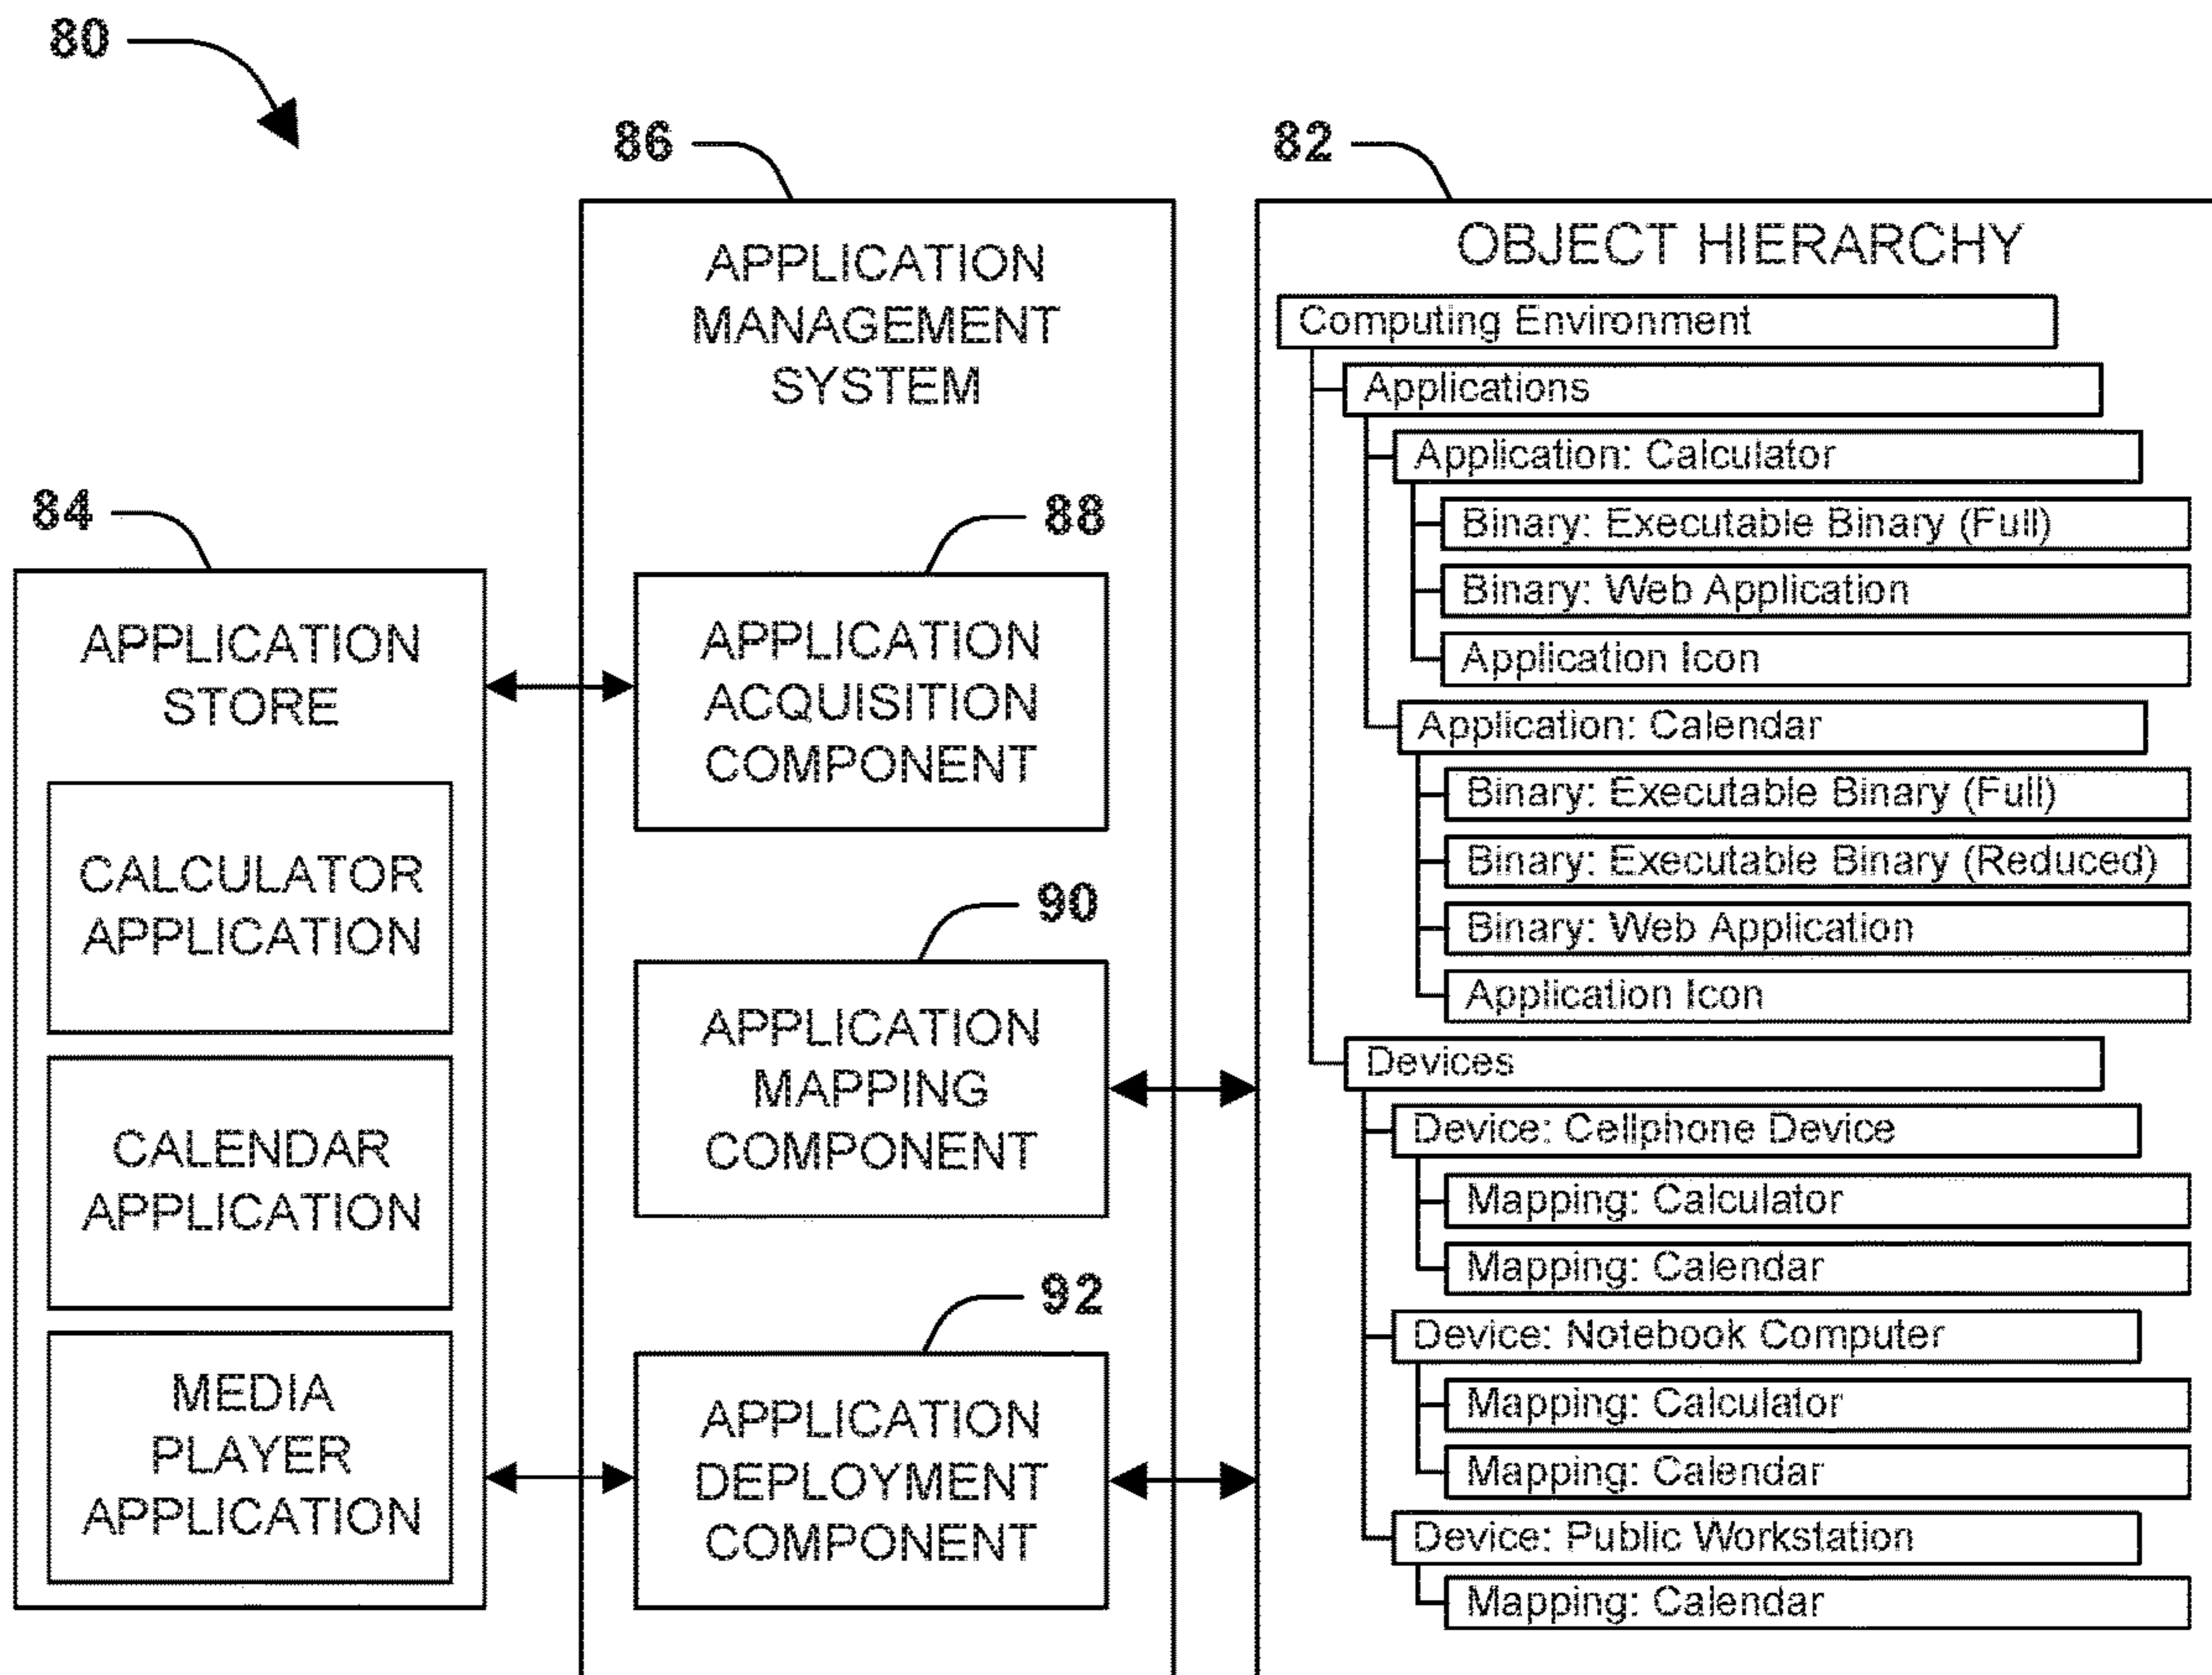 80
86
82
APPLICATION
MANAGEMENT
SYSTEM
OBJECT HIERARCHY
Computing Environment
Applications
Application: Calculator
Binary: Executable Binary (Full)
Binary: Web Application
Application Icon
Application: Calendar
Binary: Executable Binary (Full)
Binary: Executable Binary (Reduced)
Binary: Web Application
Application Icon
Devices
Device: Cellphone Device
Mapping: Calculator
Mapping: Calendar
Device: Notebook Computer
Mapping: Calculator
Mapping: Calendar
Device: Public Workstation
Mapping: Calendar
84
APPLICATION
STORE
CALCULATOR
APPLICATION
CALENDAR
APPLICATION
MEDIA
PLAYER
APPLICATION
88
APPLICATION
ACQUISITION
COMPONENT
90
APPLICATION
MAPPING
COMPONENT
92
APPLICATION
DEPLOYMENT
COMPONENT